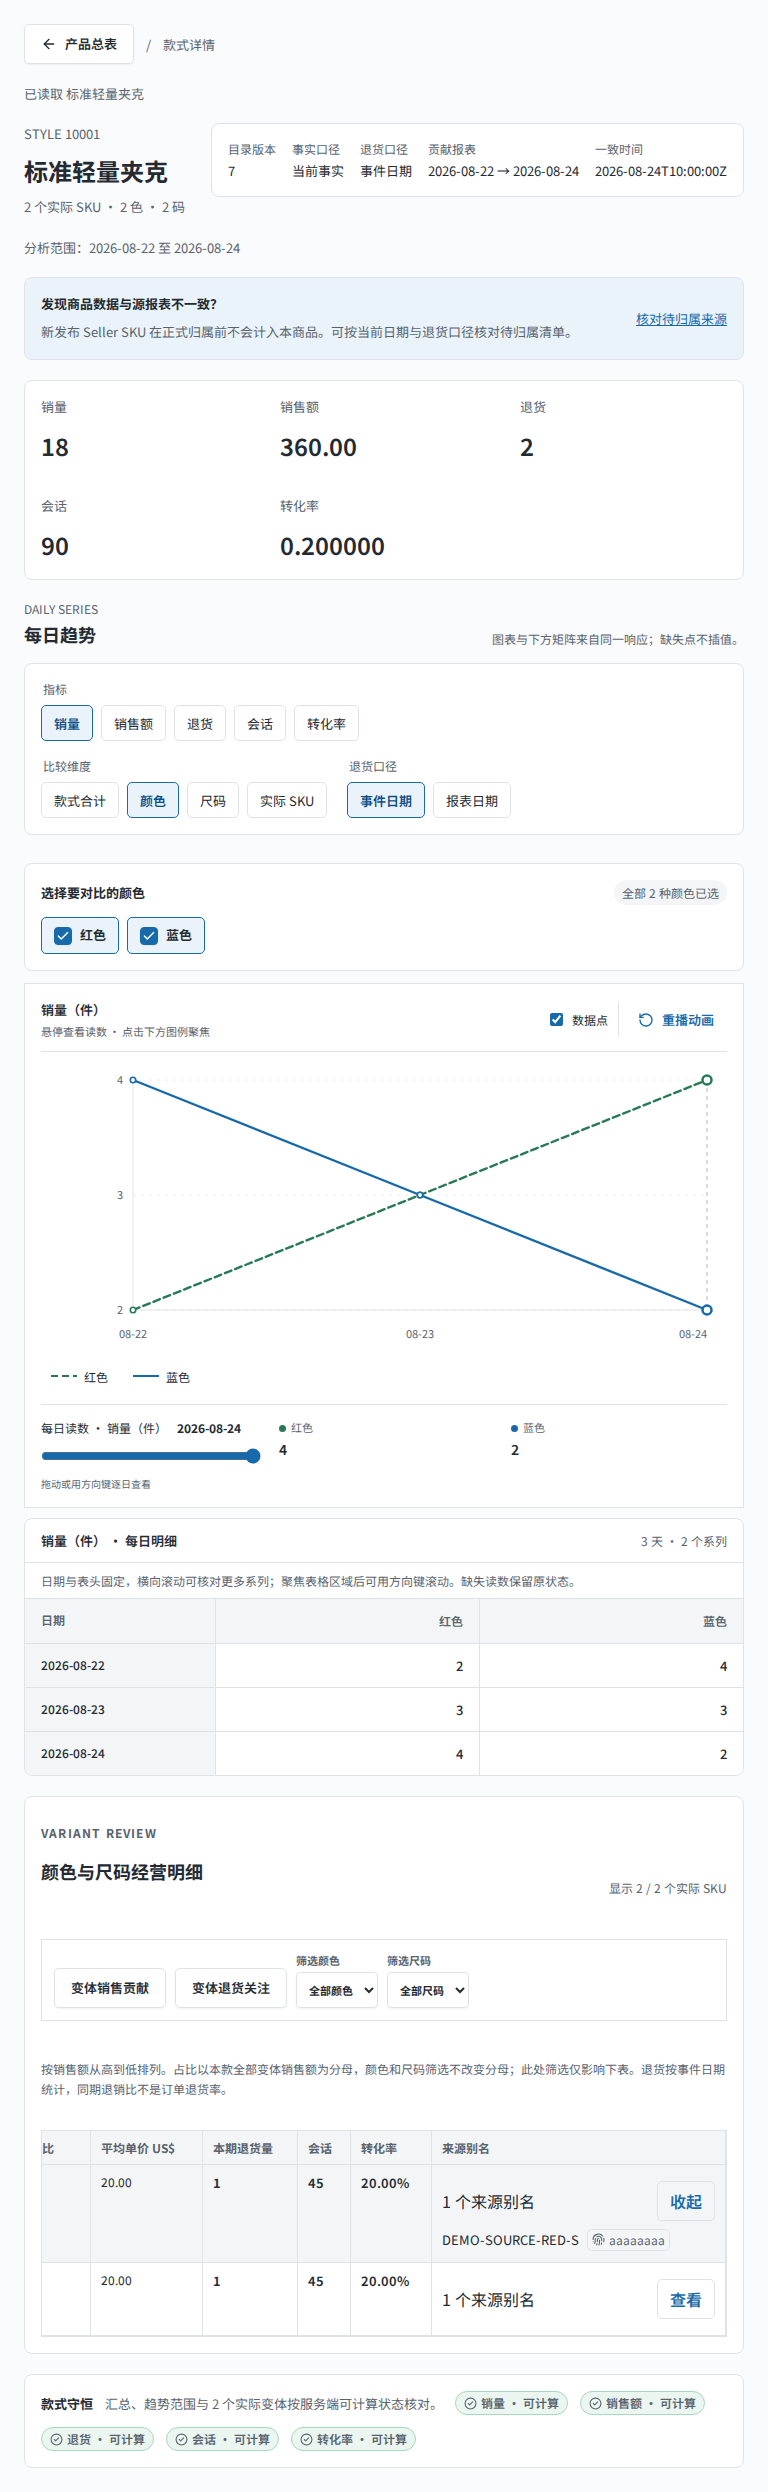 产品总表 / 款式详情
已读取 标准轻量夹克
STYLE 10001
标准轻量夹克
2 个实际 SKU · 2 色 · 2 码
目录版本 事实口径 退货口径 贡献报表 一致时间
7 当前事实 事件日期 2026-08-22 → 2026-08-24 2026-08-24T10:00:00Z
分析范围：2026-08-22 至 2026-08-24
发现商品数据与源报表不一致？
新发布 Seller SKU 在正式归属前不会计入本商品。可按当前日期与退货口径核对待归属清单。
核对待归属来源
销量 销售额 退货
18 360.00 2
会话 转化率
90 0.200000
DAILY SERIES
每日趋势
图表与下方矩阵来自同一响应；缺失点不插值。
指标
销量 销售额 退货 会话 转化率
比较维度 退货口径
款式合计 颜色 尺码 实际 SKU 事件日期 报表日期
选择要对比的颜色 全部 2 种颜色已选
红色 蓝色
销量（件）
悬停查看读数 · 点击下方图例聚焦
数据点 重播动画
4
3
2
08-22 08-23 08-24
红色 蓝色
每日读数 · 销量（件） 2026-08-24
红色 蓝色
4 2
拖动或用方向键逐日查看
销量（件） · 每日明细 3 天 · 2 个系列
日期与表头固定，横向滚动可核对更多系列；聚焦表格区域后可用方向键滚动。缺失读数保留原状态。
日期 红色 蓝色
2026-08-22 2 4
2026-08-23 3 3
2026-08-24 4 2
VARIANT REVIEW
颜色与尺码经营明细
显示 2 / 2 个实际 SKU
筛选颜色 筛选尺码
变体销售贡献 变体退货关注 全部颜色 全部尺码
按销售额从高到低排列。占比以本款全部变体销售额为分母，颜色和尺码筛选不改变分母；此处筛选仅影响下表。退货按事件日期
统计，同期退销比不是订单退货率。
比 平均单价 US$ 本期退货量 会话 转化率 来源别名
20.00 1 45 20.00% 1 个来源别名 收起
DEMO-SOURCE-RED-S aaaaaaaa
20.00 1 45 20.00% 1 个来源别名 查看
款式守恒 汇总、趋势范围与 2 个实际变体按服务端可计算状态核对。 销量 · 可计算 销售额 · 可计算
退货 · 可计算 会话 · 可计算 转化率 · 可计算